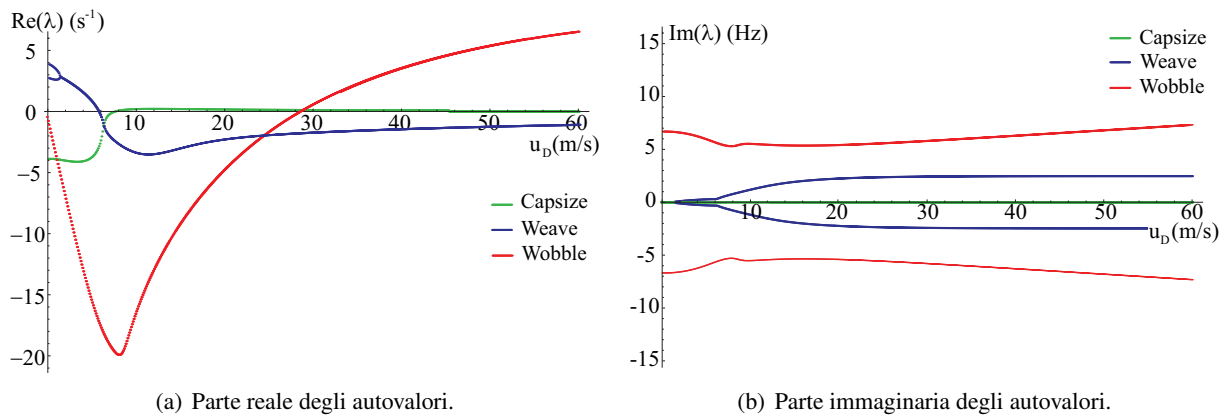 Re(λ) (s⁻¹)
5
0
−5
−10
−15
−20
10
20
30
40
50
60
u_D(m/s)
Capsize
Weave
Wobble
(a) Parte reale degli autovalori.
Im(λ) (Hz)
15
10
5
0
-5
-10
-15
10
20
30
40
50
60
u_D(m/s)
Capsize
Weave
Wobble
(b) Parte immaginaria degli autovalori.